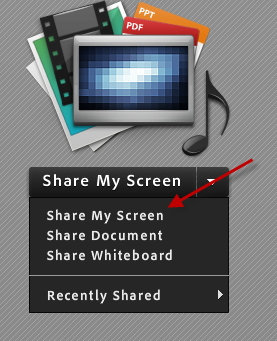 PPT
PDF
Share My Screen
Share My Screen
Share Document
Share Whiteboard
Recently Shared